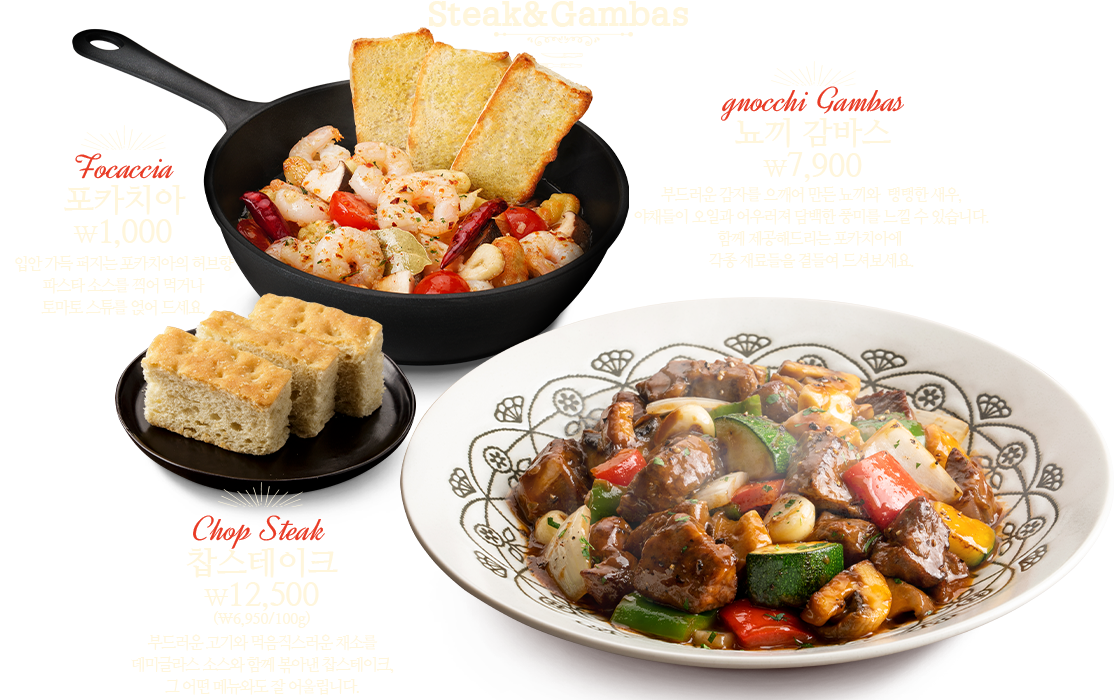 Steak&Gambas
gnocchi Gambas
뇨끼 감바스
₩7,900
부드러운 감자를 으깨어 만든 뇨끼와 탱탱한 새우,
야채들이 오일과 어우러져 담백한 풍미를 느낄 수 있습니다.
함께 제공해드리는 포카치아에
각종 재료들을 곁들여 드셔보세요.
Focaccia
포카치아
₩1,000
입안 가득 퍼지는 포카치아의 허브향
파스타 소스를 찍어 먹거나
토마토 스튜를 얹어 드세요.
Chop Steak
찹스테이크
₩12,500
(₩6,950/100g)
부드러운 고기와 먹음직스러운 채소를
데미글라스 소스와 함께 볶아낸 찹스테이크,
그 어떤 메뉴와도 잘 어울립니다.